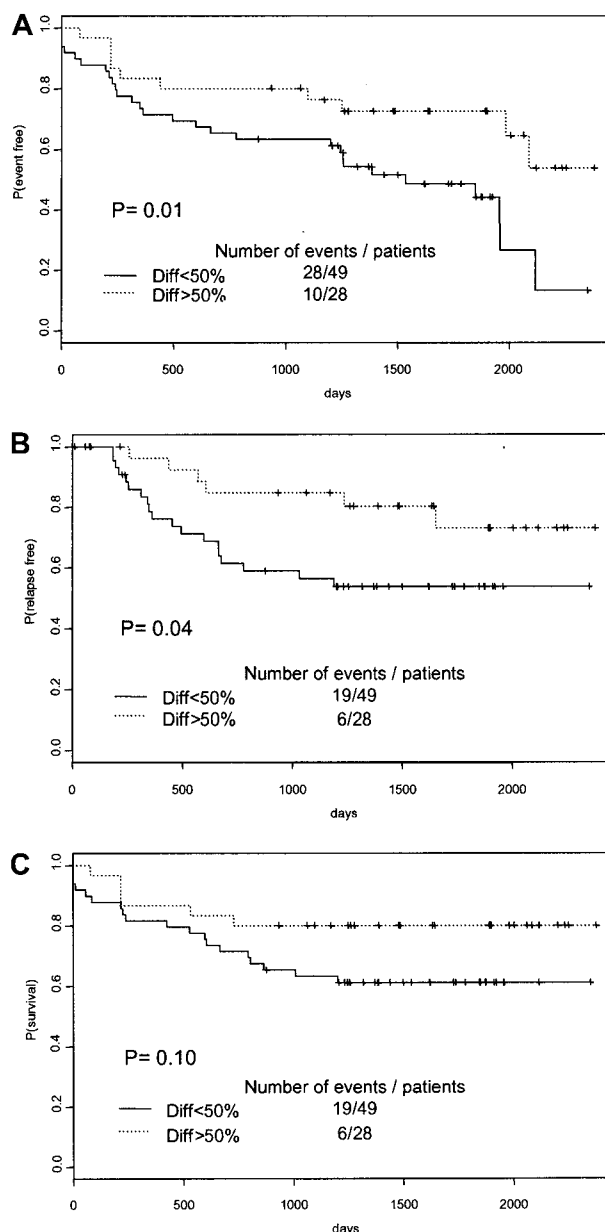 A
P(event free)
1.0
0.8
0.6
0.4
0.2
0.0
P= 0.01
Number of events / patients
Diff<50% 28/49
Diff>50% 10/28
0 500 1000 1500 2000
days
B
P(relapse free)
1.0
0.8
0.6
0.4
0.2
0.0
P= 0.04
Number of events / patients
Diff<50% 19/49
Diff>50% 6/28
0 500 1000 1500 2000
days
C
P(survival)
1.0
0.8
0.6
0.4
0.2
0.0
P= 0.10
Number of events / patients
Diff<50% 19/49
Diff>50% 6/28
0 500 1000 1500 2000
days